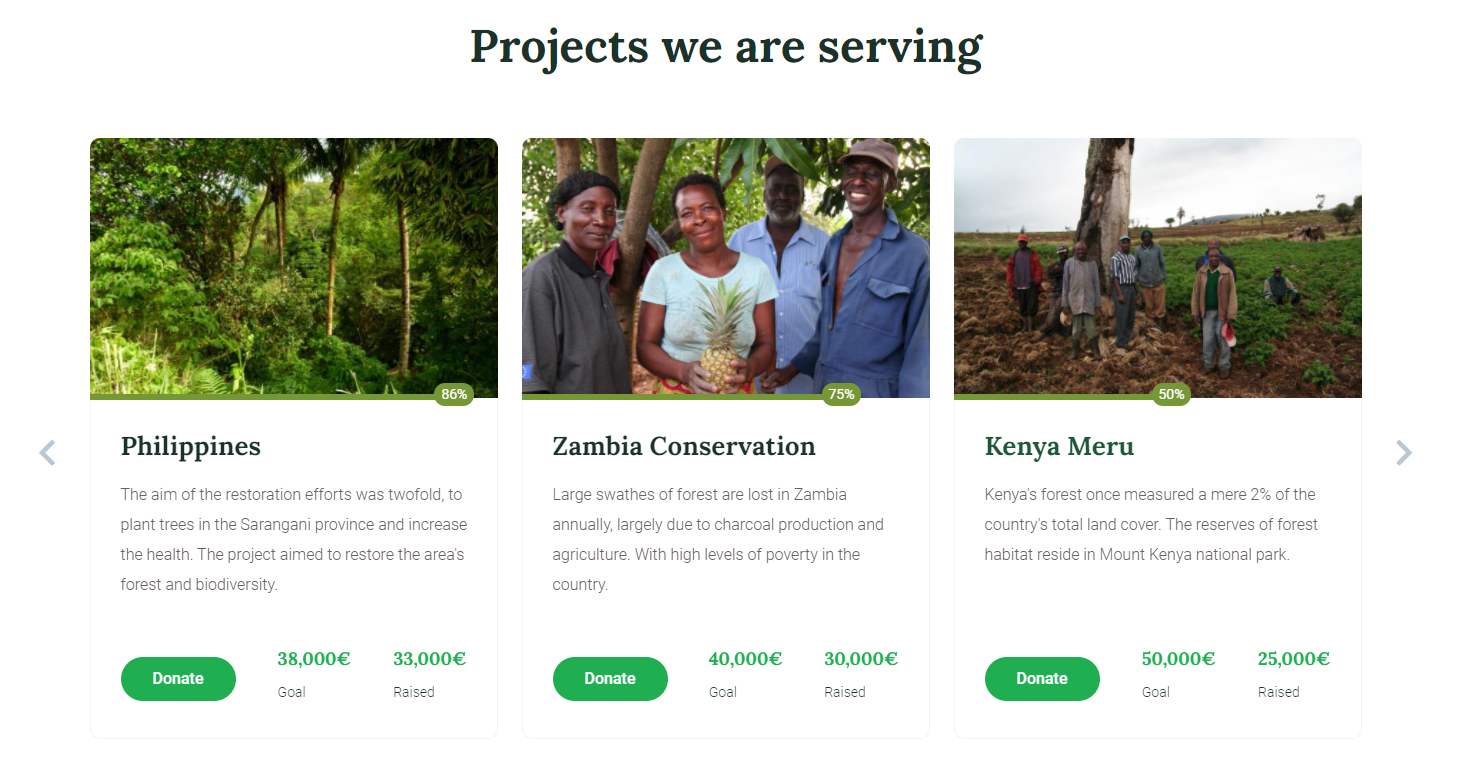 Projects we are serving
86%
Philippines
The aim of the restoration efforts was twofold, to
plant trees in the Sarangani province and increase
the health. The project aimed to restore the area's
forest and biodiversity.
Donate
38,000€
Goal
33,000€
Raised
75%
Zambia Conservation
Large swathes of forest are lost in Zambia
annually, largely due to charcoal production and
agriculture. With high levels of poverty in the
country.
Donate
40,000€
Goal
30,000€
Raised
50%
Kenya Meru
Kenya's forest once measured a mere 2% of the
country's total land cover. The reserves of forest
habitat reside in Mount Kenya national park.
Donate
50,000€
Goal
25,000€
Raised